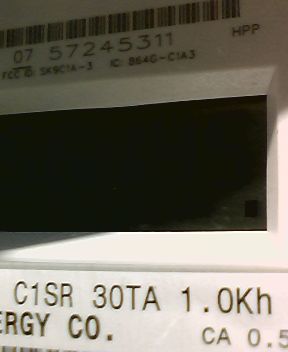 07 57245311 HPP
FCC ID: SK9C1A-3 IC: 864G-C1A3
C1SR 30TA 1.0Kh
ERGY CO.
CA 0.5